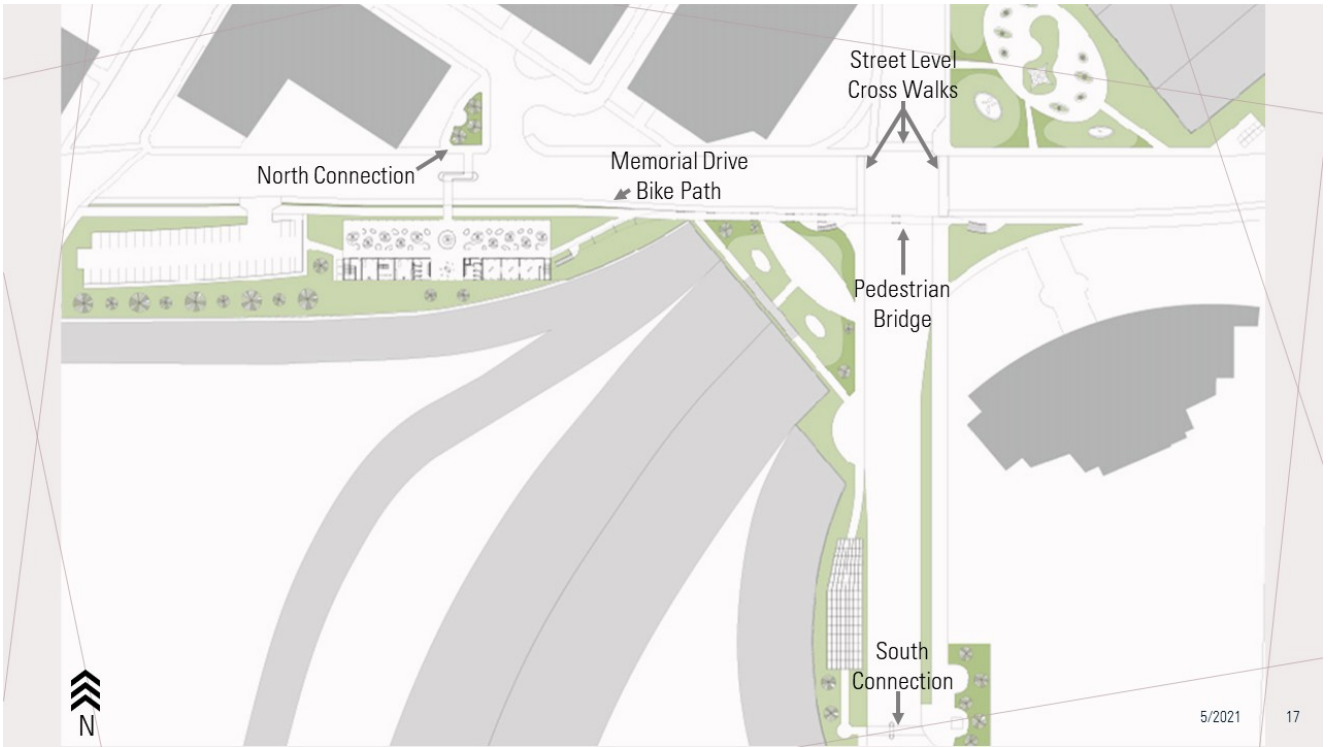 Street Level
Cross Walks
North Connection
Memorial Drive
Bike Path
Pedestrian
Bridge
South
Connection
N
5/2021
17